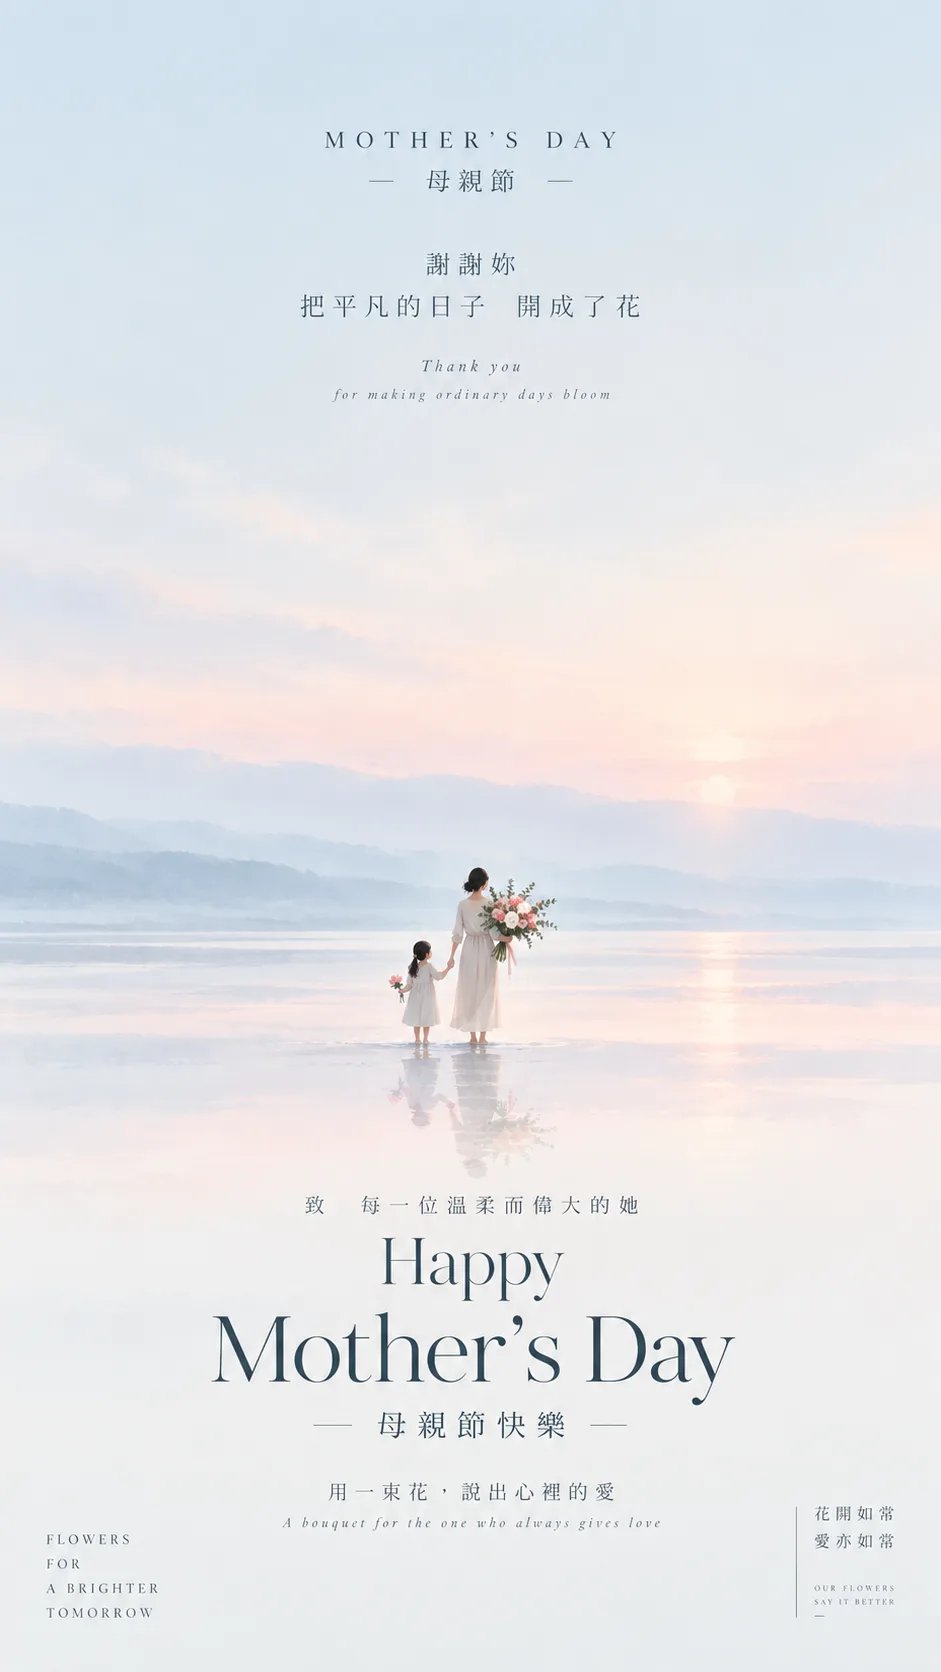 MOTHER’S DAY
— 母親節 —
謝謝妳
把平凡的日子 開成了花
Thank you
for making ordinary days bloom
致 每一位溫柔而偉大的她
Happy
Mother’s Day
— 母親節快樂 —
用一束花，說出心裡的愛
A bouquet for the one who always gives love
FLOWERS
FOR
A BRIGHTER
TOMORROW
花開如常
愛亦如常
OUR FLOWERS
SAY IT BETTER
—